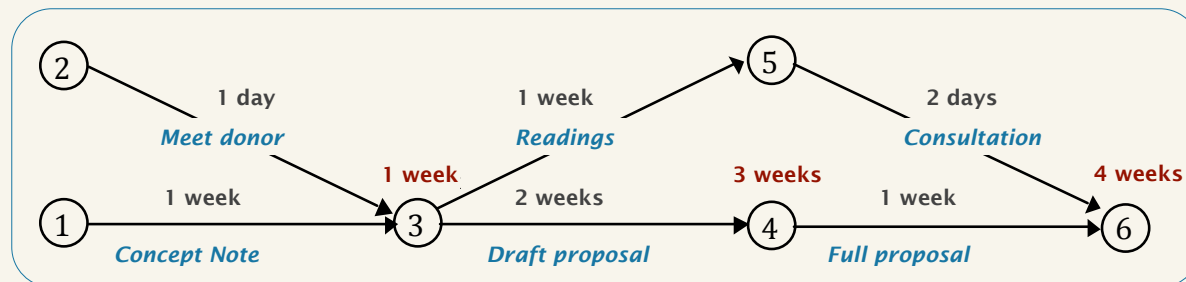 2
5
1 day
1 week
2 days
Meet donor
Readings
Consultation
1 week
3 weeks
4 weeks
1 week
2 weeks
1 week
1
3
4
6
Concept Note
Draft proposal
Full proposal